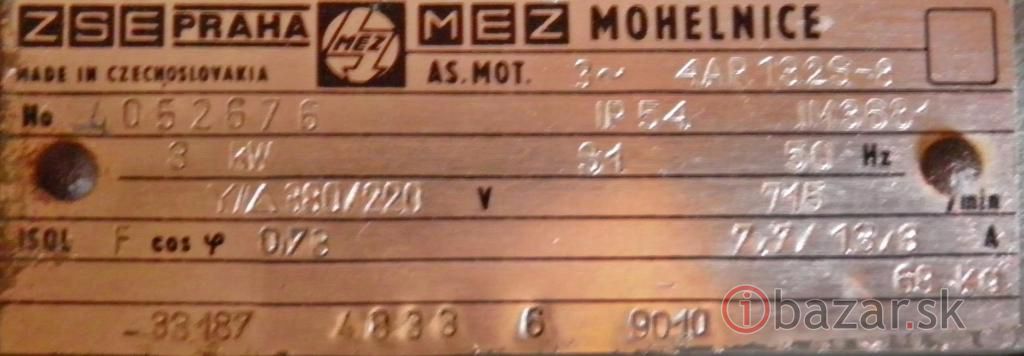 ZSE PRAHA MEZ MEZ MOHELNICE
MADE IN CZECHOSLOVAKIA AS. MOT. 3~ 4AP132S-8
No 4052676 IP 54 IM3681
3 kW S1 50 Hz
Y/△ 380/220 V 715 /min
ISOL F cos φ 0,73 7,7/13,3 A
68 kg
-33187 4833 6 9010
ibazar.sk